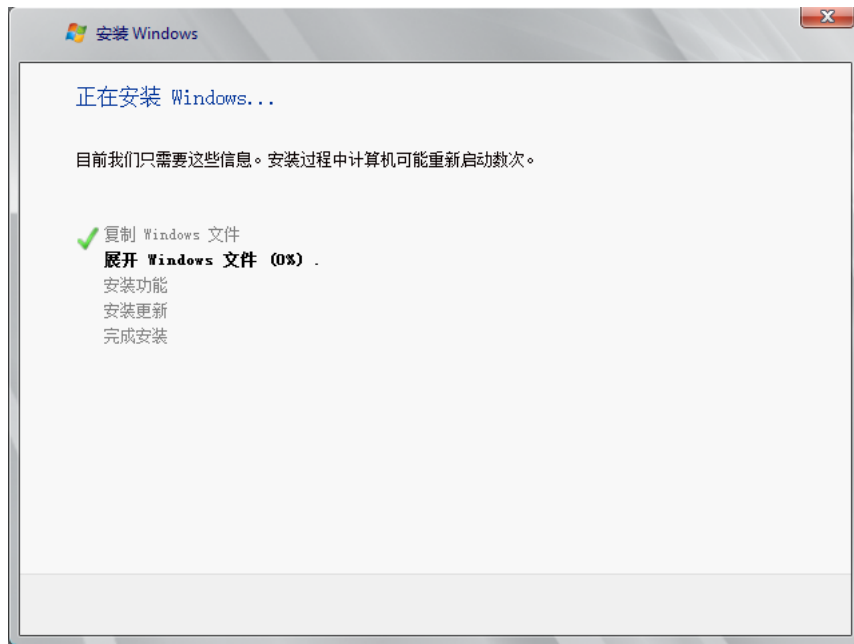 安装 Windows
正在安装 Windows...
目前我们只需要这些信息。安装过程中计算机可能重新启动数次。
复制 Windows 文件
展开 Windows 文件 (0%) .
安装功能
安装更新
完成安装